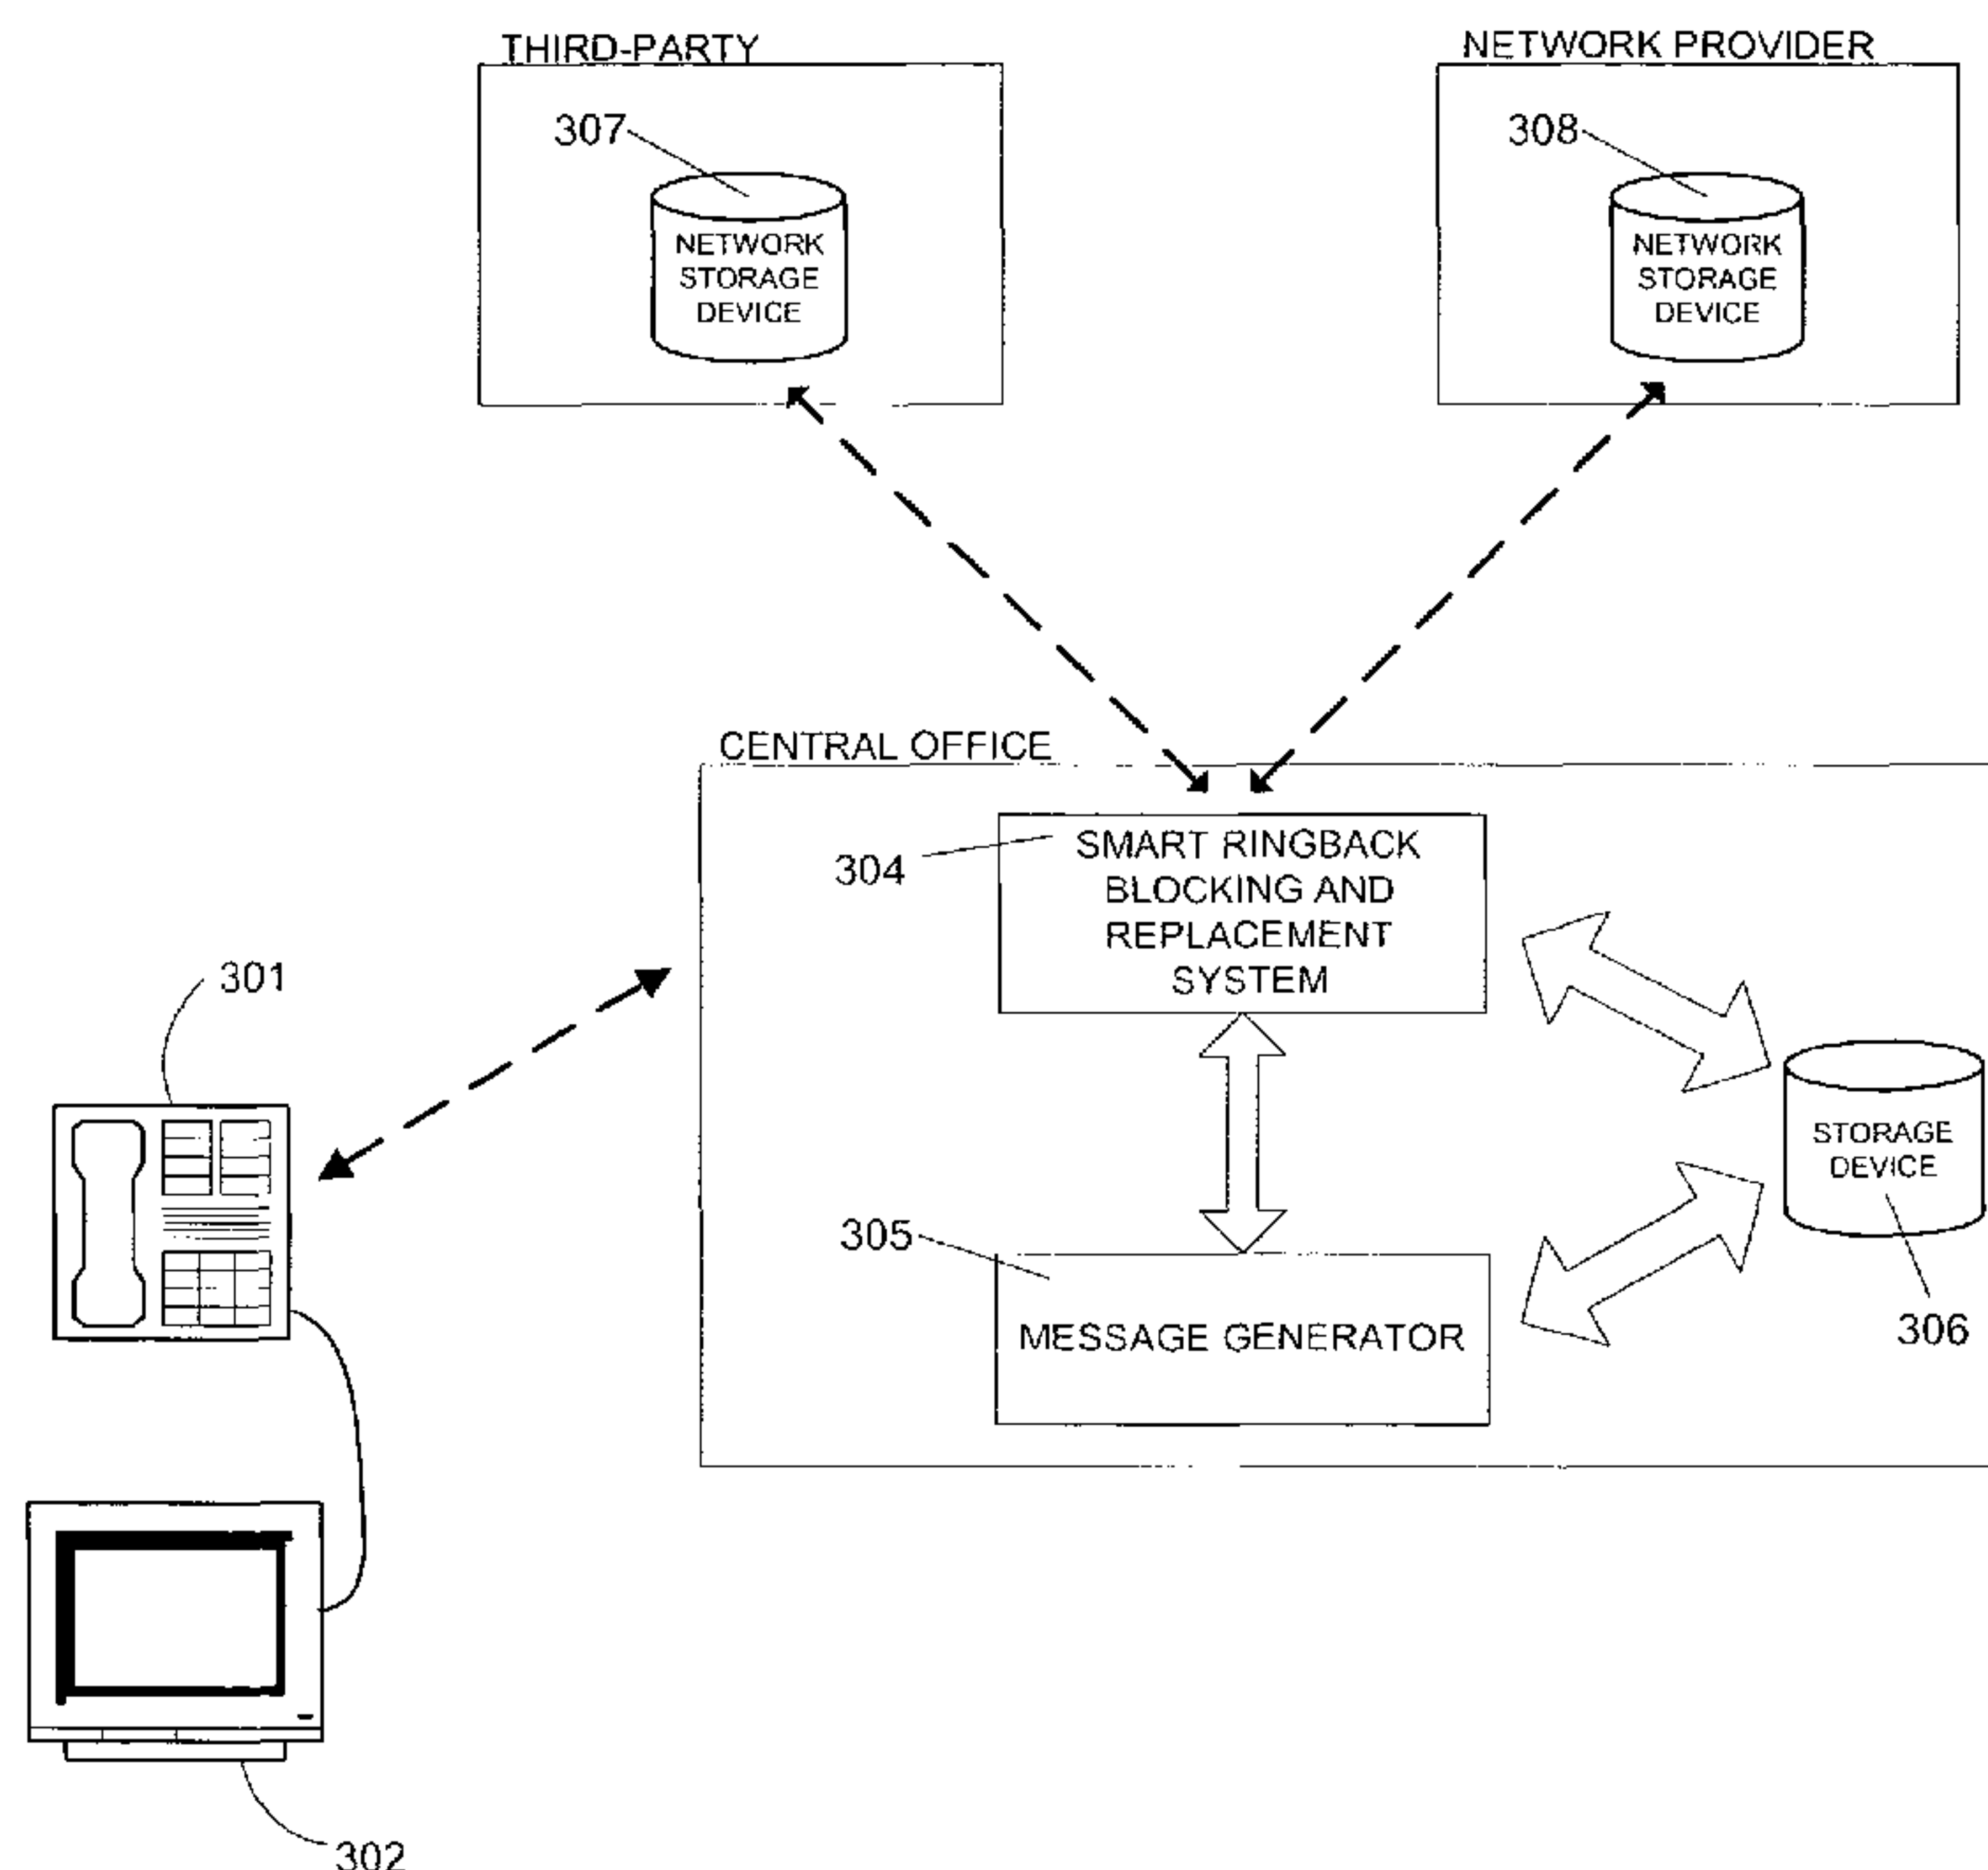 THIRD-PARTY
NETWORK PROVIDER
307
308
NETWORK
STORAGE
DEVICE
NETWORK
STORAGE
DEVICE
CENTRAL OFFICE
304
SMART RINGBACK
BLOCKING AND
REPLACEMENT
SYSTEM
301
STORAGE
DEVICE
305
306
MESSAGE GENERATOR
302